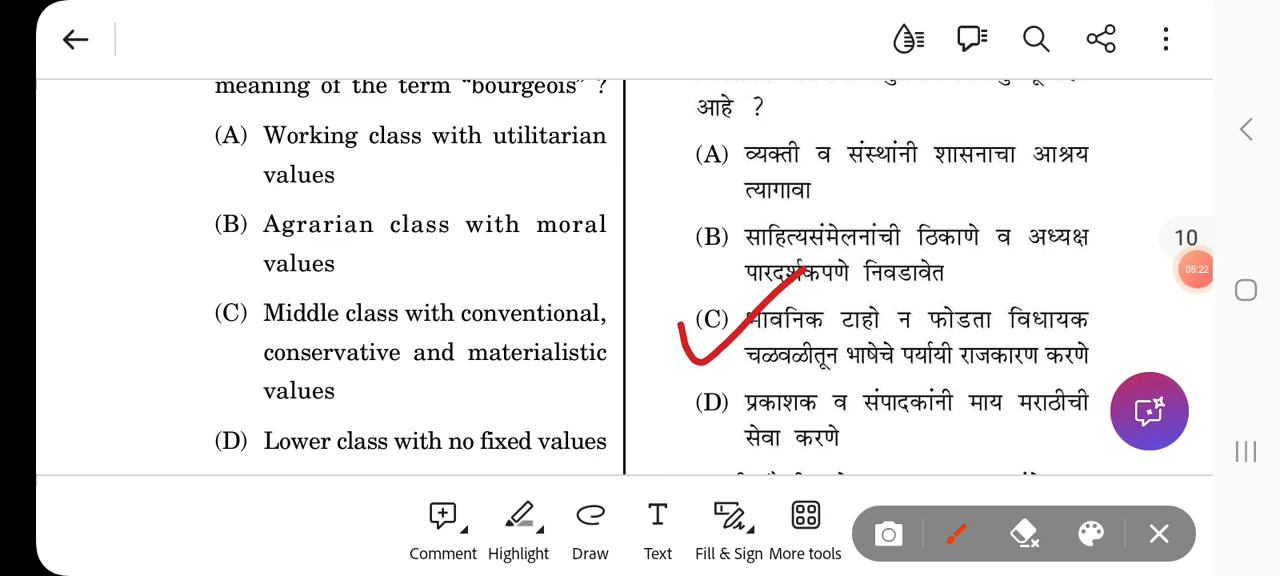 meaning of the term "bourgeois" ?
(A) Working class with utilitarian
values
(B) Agrarian class with moral
values
(C) Middle class with conventional,
conservative and materialistic
values
(D) Lower class with no fixed values
आहे ?
(A) व्यक्ती व संस्थांनी शासनाचा आश्रय
त्यागावा
(B) साहित्यसंमेलनांची ठिकाणे व अध्यक्ष
पारदर्शकपणे निवडावेत
(C) भावनिक टाहो न फोडता विधायक
चळवळीतून भाषेचे पर्यायी राजकारण करणे
(D) प्रकाशक व संपादकांनी माय मराठीची
सेवा करणे
10
05:22
Comment Highlight Draw Text Fill & Sign More tools